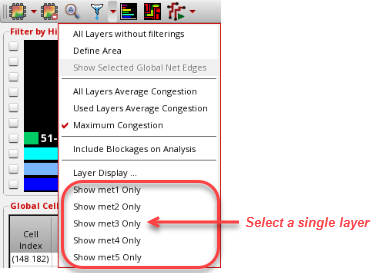 All Layers without filterings
Filter by Hi
Define Area
Show Selected Global Net Edges
All Layers Average Congestion
Used Layers Average Congestion
Maximum Congestion
51-
Include Blockages on Analysis
Layer Display ...
Show met1 Only
Show met2 Only
Global Cel
Show met3 Only
Select a single layer
Cell
Index
Show met4 Only
(148 182)
Show met5 Only